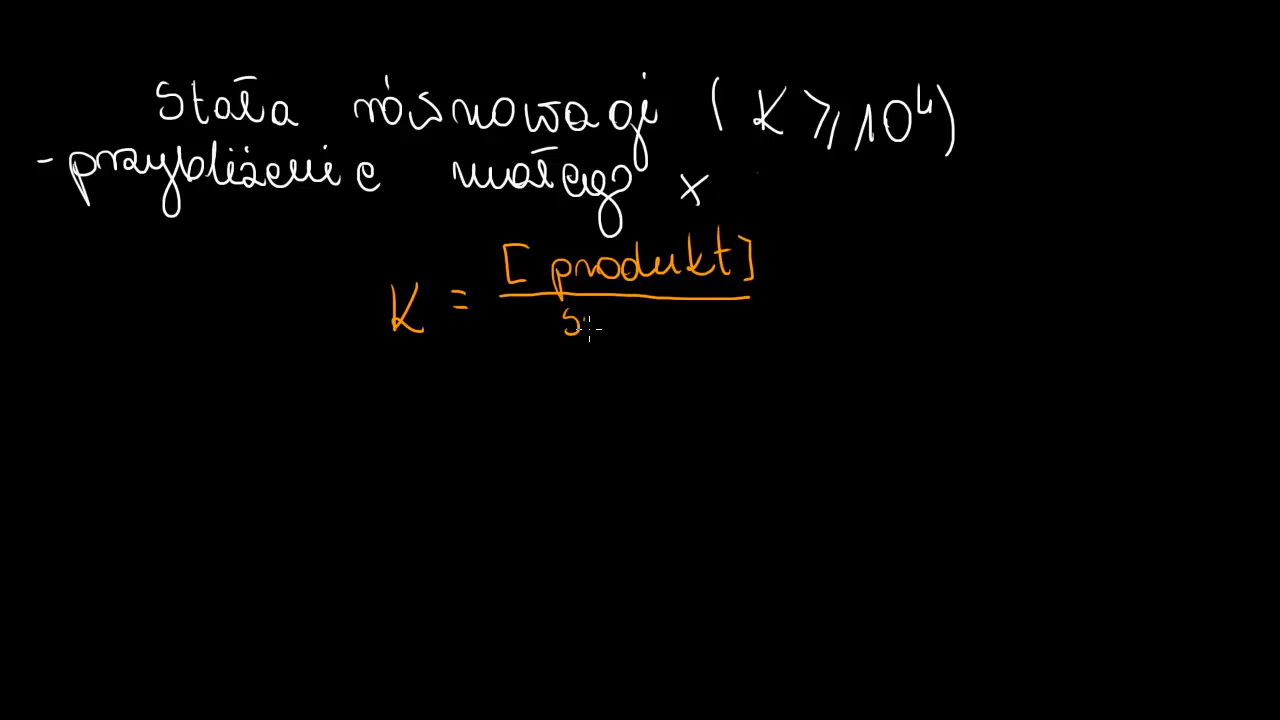 Stała równowagi (K ⩾ 10⁴)
- przybliżenie małego x
[produkt]
K =
s